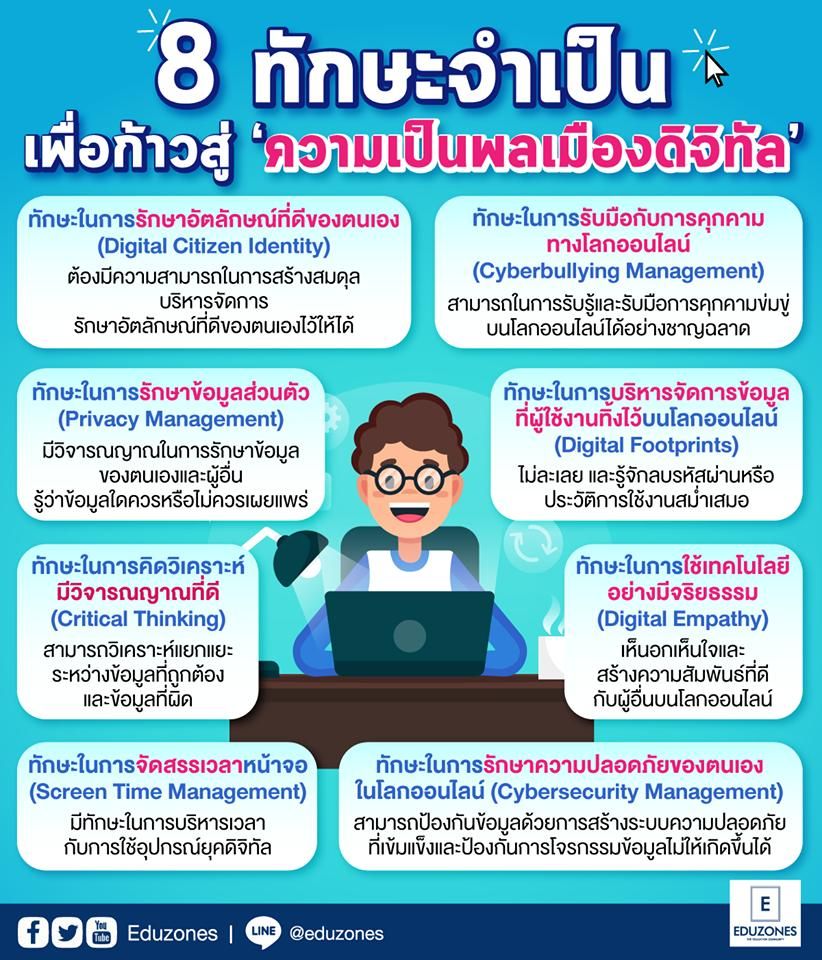 8 ทักษะจำเป็น
เพื่อก้าวสู่ ‘ความเป็นพลเมืองดิจิทัล’
ทักษะในการรักษาอัตลักษณ์ที่ดีของตนเอง
(Digital Citizen Identity)
ต้องมีความสามารถในการสร้างสมดุล
บริหารจัดการ
รักษาอัตลักษณ์ที่ดีของตนเองไว้ให้ได้
ทักษะในการรับมือกับการคุกคาม
ทางโลกออนไลน์
(Cyberbullying Management)
สามารถในการรับรู้และรับมือการคุกคามข่มขู่
บนโลกออนไลน์ได้อย่างชาญฉลาด
ทักษะในการรักษาข้อมูลส่วนตัว
(Privacy Management)
มีวิจารณญาณในการรักษาข้อมูล
ของตนเองและผู้อื่น
รู้ว่าข้อมูลใดควรหรือไม่ควรเผยแพร่
ทักษะในการบริหารจัดการข้อมูล
ที่ผู้ใช้งานทิ้งไว้บนโลกออนไลน์
(Digital Footprints)
ไม่ละเลย และรู้จักลบรหัสผ่านหรือ
ประวัติการใช้งานสม่ำเสมอ
ทักษะในการคิดวิเคราะห์
มีวิจารณญาณที่ดี
(Critical Thinking)
สามารถวิเคราะห์แยกแยะ
ระหว่างข้อมูลที่ถูกต้อง
และข้อมูลที่ผิด
ทักษะในการใช้เทคโนโลยี
อย่างมีจริยธรรม
(Digital Empathy)
เห็นอกเห็นใจและ
สร้างความสัมพันธ์ที่ดี
กับผู้อื่นบนโลกออนไลน์
ทักษะในการจัดสรรเวลาหน้าจอ
(Screen Time Management)
มีทักษะในการบริหารเวลา
กับการใช้อุปกรณ์ยุคดิจิทัล
ทักษะในการรักษาความปลอดภัยของตนเอง
ในโลกออนไลน์ (Cybersecurity Management)
สามารถป้องกันข้อมูลด้วยการสร้างระบบความปลอดภัย
ที่เข้มแข็งและป้องกันการโจรกรรมข้อมูลไม่ให้เกิดขึ้นได้
You Tube Eduzones | LINE @eduzones
E
EDUZONES